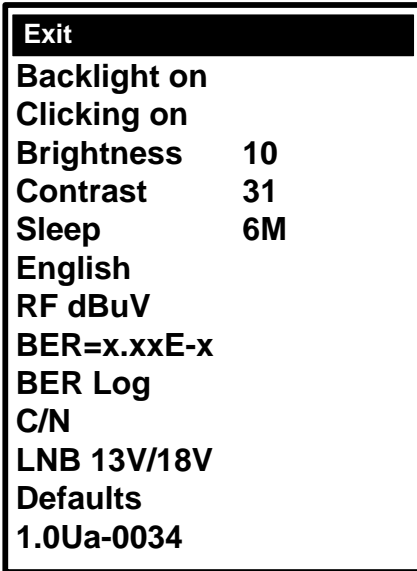 Exit
Backlight on
Clicking on
Brightness 10
Contrast 31
Sleep 6M
English
RF dBuV
BER=x.xxE-x
BER Log
C/N
LNB 13V/18V
Defaults
1.0Ua-0034